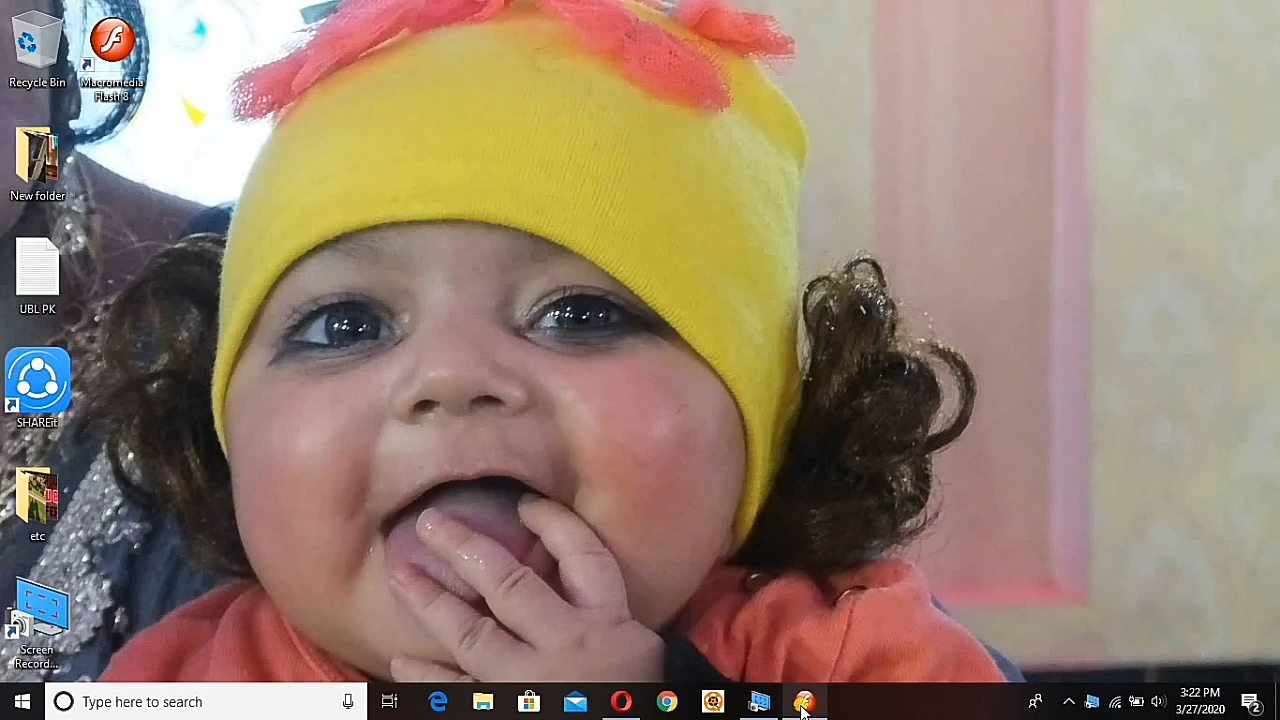 Recycle Bin
Macromedia
Flash 8
New folder
UBL PK
SHAREit
etc
Screen
Record...
Type here to search
3:22 PM
3/27/2020
2